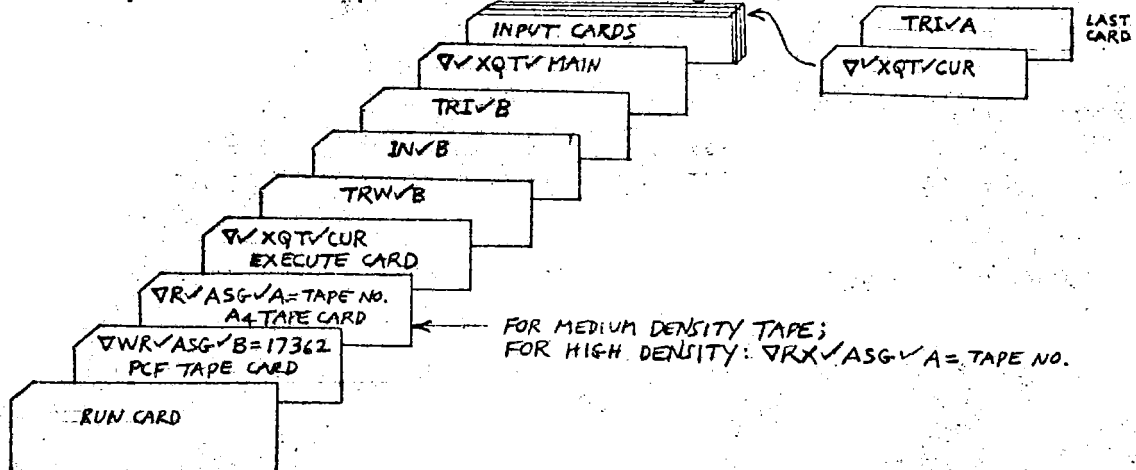 INPUT CARDS
TRI✓A
LAST
CARD
∇✓XQT✓MAIN
∇✓XQT✓CUR
TRI✓B
IN✓B
TRW✓B
∇✓XQT✓CUR
EXECUTE CARD
∇R✓ASG✓A=TAPE NO.
A4 TAPE CARD
FOR MEDIUM DENSITY TAPE;
FOR HIGH DENSITY: ∇RX✓ASG✓A=TAPE NO.
∇WR✓ASG✓B=17362
PCF TAPE CARD
RUN CARD